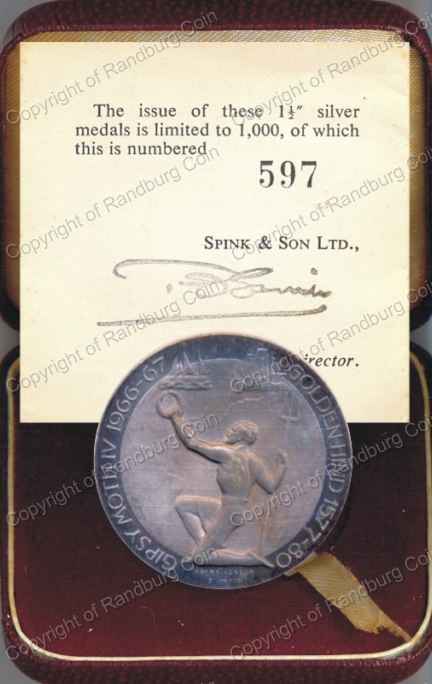 The issue of these 1½″ silver
medals is limited to 1,000, of which
this is numbered
597
SPINK & SON LTD.,
Director.
GIPSY MOTH IV 1966-67
GOLDEN HIND 1577-80
Copyright of Randburg Coin